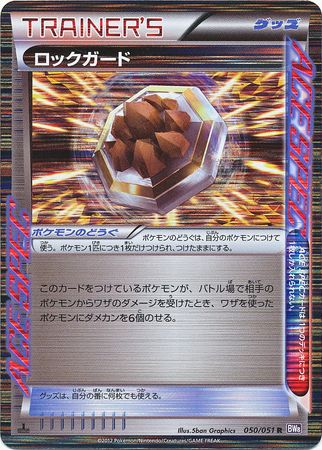 TRAINER'S
グッズ
ロックガード
ACE SPEC
ポケモンのどうぐ
ポケモンのどうぐは、自分のポケモンにつけて
使う。ポケモン1匹につき1枚だけつけられ、つけたままにする。
このカードをつけているポケモンが、バトル場で相手の
ポケモンからワザのダメージを受けたとき、ワザを使った
ポケモンにダメカンを6個のせる。
ACE SPEC
グッズは、自分の番に何枚でも使える。
Illus.5ban Graphics
050/051 R
©2012 Pokémon/Nintendo/Creatures/GAME FREAK.